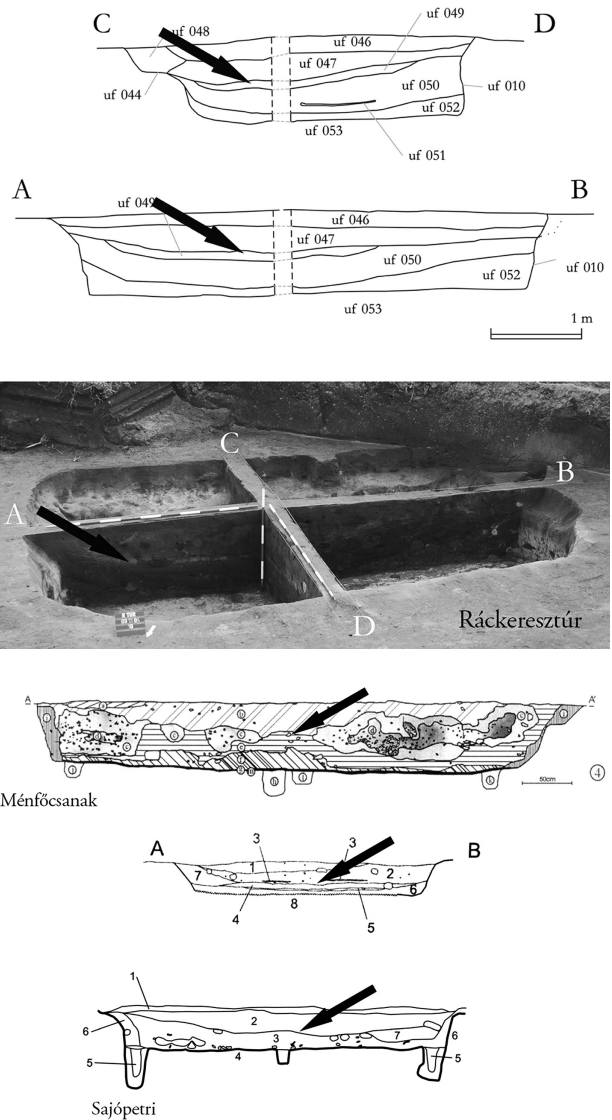 C
D
uf 048
uf 049
uf 046
uf 047
uf 050
uf 010
uf 044
uf 052
uf 053
uf 051
A
B
uf 049
uf 046
uf 047
uf 050
uf 052
uf 010
uf 053
1 m
C
B
A
D
Ráckeresztúr
A
A'
50cm
4
Ménfőcsanak
A
3
3
B
7
1
2
6
4
8
5
1
2
6
3
7
6
5
4
5
Sajópetri